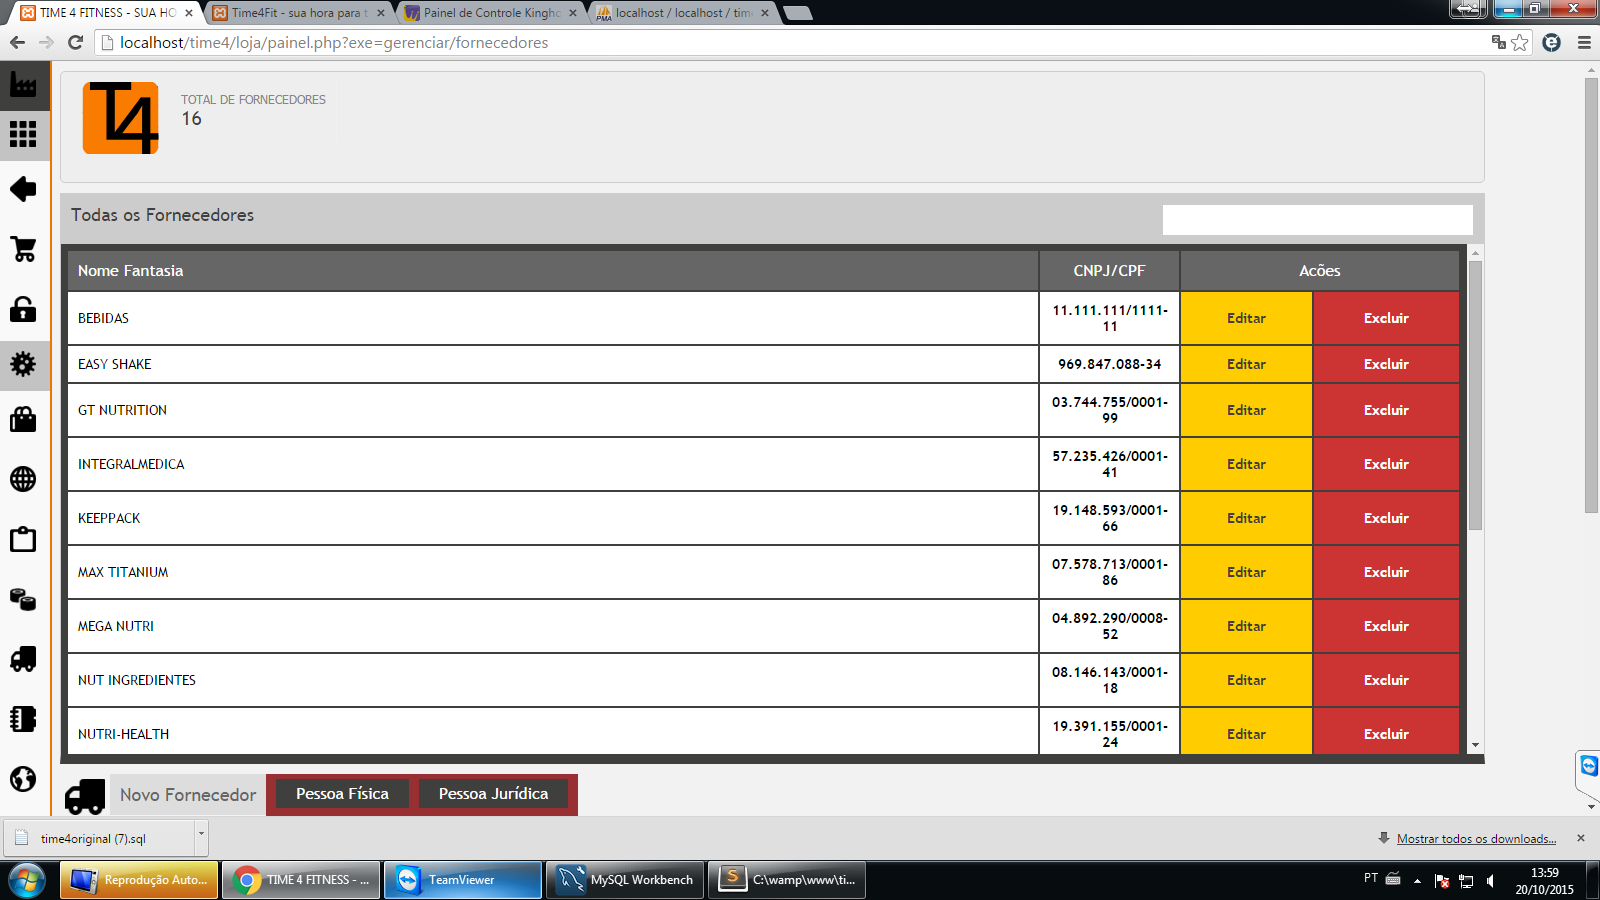 TIME 4 FITNESS - SUA HO
Time4Fit - sua hora para t
Painel de Controle Kingho
localhost / localhost / time
localhost/time4/loja/painel.php?exe=gerenciar/fornecedores
T4
TOTAL DE FORNECEDORES
16
Todas os Fornecedores
Nome Fantasia CNPJ/CPF Acões
BEBIDAS 11.111.111/1111-
11 Editar Excluir
EASY SHAKE 969.847.088-34 Editar Excluir
GT NUTRITION 03.744.755/0001-
99 Editar Excluir
INTEGRALMEDICA 57.235.426/0001-
41 Editar Excluir
KEEPPACK 19.148.593/0001-
66 Editar Excluir
MAX TITANIUM 07.578.713/0001-
86 Editar Excluir
MEGA NUTRI 04.892.290/0008-
52 Editar Excluir
NUT INGREDIENTES 08.146.143/0001-
18 Editar Excluir
NUTRI-HEALTH 19.391.155/0001-
24 Editar Excluir
Novo Fornecedor Pessoa Física Pessoa Jurídica
time4original (7).sql
Mostrar todos os downloads...
Reprodução Auto...
TIME 4 FITNESS - ...
TeamViewer
MySQL Workbench
C:\wamp\www\ti...
PT
13:59
20/10/2015